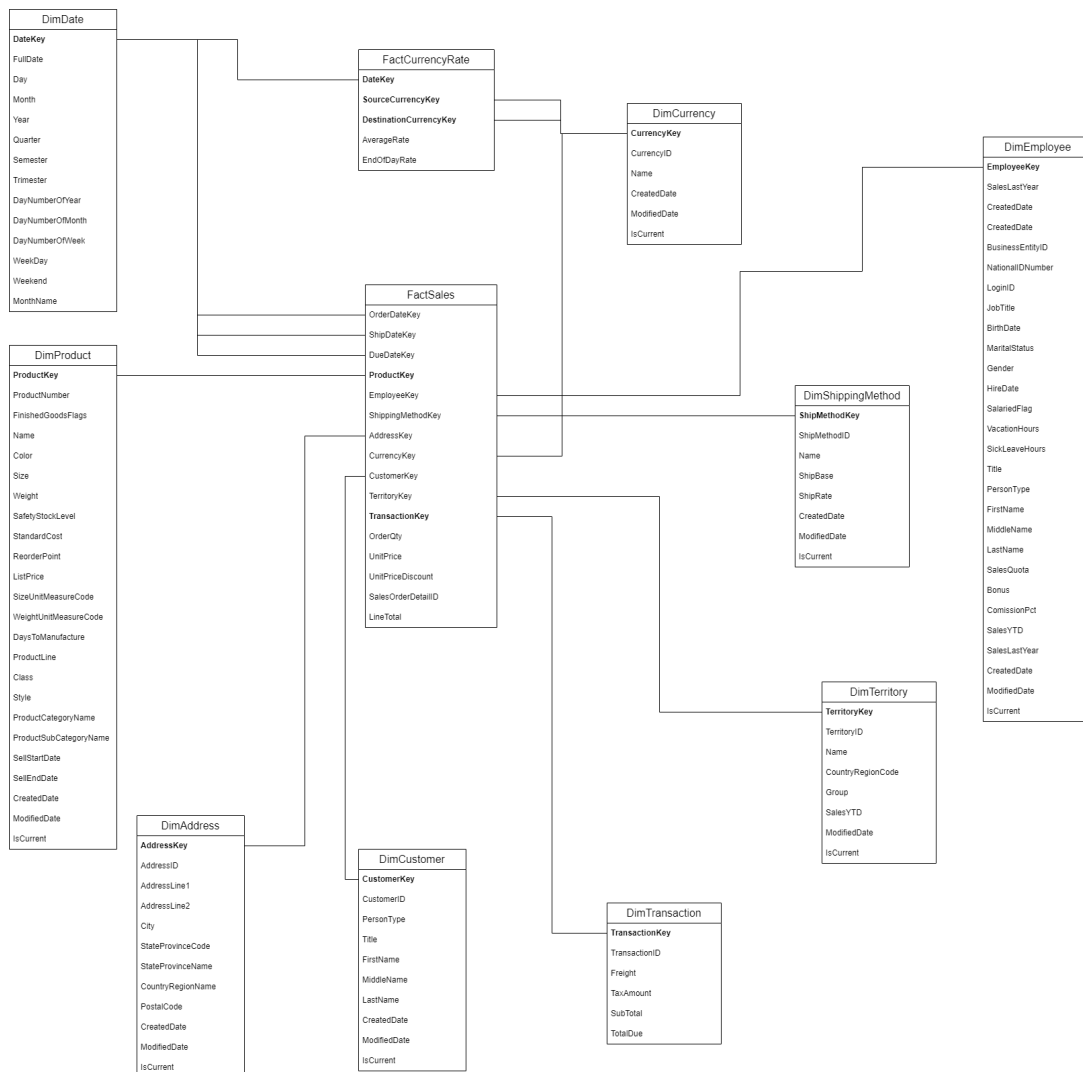 DimDate
DateKey
FullDate
Day
Month
Year
Quarter
Semester
Trimester
DayNumberOfYear
DayNumberOfMonth
DayNumberOfWeek
WeekDay
Weekend
MonthName
FactCurrencyRate
DateKey
SourceCurrencyKey
DestinationCurrencyKey
AverageRate
EndOfDayRate
DimCurrency
CurrencyKey
CurrencyID
Name
CreatedDate
ModifiedDate
IsCurrent
DimEmployee
EmployeeKey
SalesLastYear
CreatedDate
CreatedDate
BusinessEntityID
NationalIDNumber
LoginID
JobTitle
BirthDate
MaritalStatus
Gender
HireDate
SalariedFlag
VacationHours
SickLeaveHours
Title
PersonType
FirstName
MiddleName
LastName
SalesQuota
Bonus
ComissionPct
SalesYTD
SalesLastYear
CreatedDate
ModifiedDate
IsCurrent
FactSales
OrderDateKey
ShipDateKey
DueDateKey
ProductKey
EmployeeKey
ShippingMethodKey
AddressKey
CurrencyKey
CustomerKey
TerritoryKey
TransactionKey
OrderQty
UnitPrice
UnitPriceDiscount
SalesOrderDetailID
LineTotal
DimProduct
ProductKey
ProductNumber
FinishedGoodsFlags
Name
Color
Size
Weight
SafetyStockLevel
StandardCost
ReorderPoint
ListPrice
SizeUnitMeasureCode
WeightUnitMeasureCode
DaysToManufacture
ProductLine
Class
Style
ProductCategoryName
ProductSubCategoryName
SellStartDate
SellEndDate
CreatedDate
ModifiedDate
IsCurrent
DimShippingMethod
ShipMethodKey
ShipMethodID
Name
ShipBase
ShipRate
CreatedDate
ModifiedDate
IsCurrent
DimTerritory
TerritoryKey
TerritoryID
Name
CountryRegionCode
Group
SalesYTD
ModifiedDate
IsCurrent
DimAddress
AddressKey
AddressID
AddressLine1
AddressLine2
City
StateProvinceCode
StateProvinceName
CountryRegionName
PostalCode
CreatedDate
ModifiedDate
IsCurrent
DimCustomer
CustomerKey
CustomerID
PersonType
Title
FirstName
MiddleName
LastName
CreatedDate
ModifiedDate
IsCurrent
DimTransaction
TransactionKey
TransactionID
Freight
TaxAmount
SubTotal
TotalDue